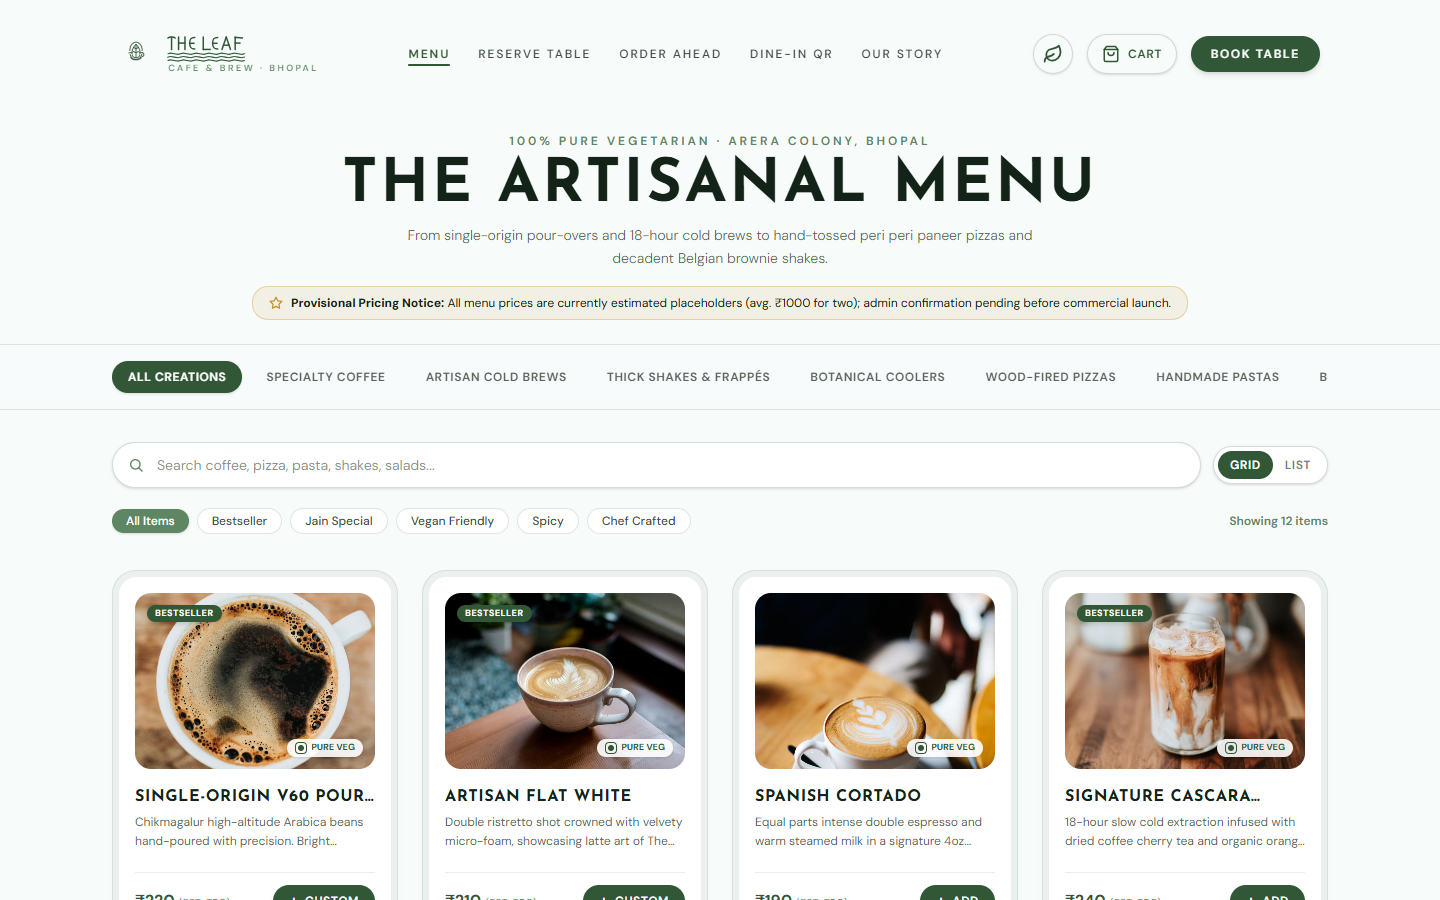 THE LEAF
CAFE & BREW · BHOPAL
MENU
RESERVE TABLE
ORDER AHEAD
DINE-IN QR
OUR STORY
CART
BOOK TABLE
100% PURE VEGETARIAN · ARERA COLONY, BHOPAL
THE ARTISANAL MENU
From single-origin pour-overs and 18-hour cold brews to hand-tossed peri peri paneer pizzas and
decadent Belgian brownie shakes.
Provisional Pricing Notice: All menu prices are currently estimated placeholders (avg. ₹1000 for two); admin confirmation pending before commercial launch.
ALL CREATIONS
SPECIALTY COFFEE
ARTISAN COLD BREWS
THICK SHAKES & FRAPPÉS
BOTANICAL COOLERS
WOOD-FIRED PIZZAS
HANDMADE PASTAS
B
Search coffee, pizza, pasta, shakes, salads...
GRID
LIST
All Items
Bestseller
Jain Special
Vegan Friendly
Spicy
Chef Crafted
Showing 12 items
BESTSELLER
PURE VEG
SINGLE-ORIGIN V60 POUR...
Chikmagalur high-altitude Arabica beans
hand-poured with precision. Bright...
BESTSELLER
PURE VEG
ARTISAN FLAT WHITE
Double ristretto shot crowned with velvety
micro-foam, showcasing latte art of The...
PURE VEG
SPANISH CORTADO
Equal parts intense double espresso and
warm steamed milk in a signature 4oz...
BESTSELLER
PURE VEG
SIGNATURE CASCARA...
18-hour slow cold extraction infused with
dried coffee cherry tea and organic orang...